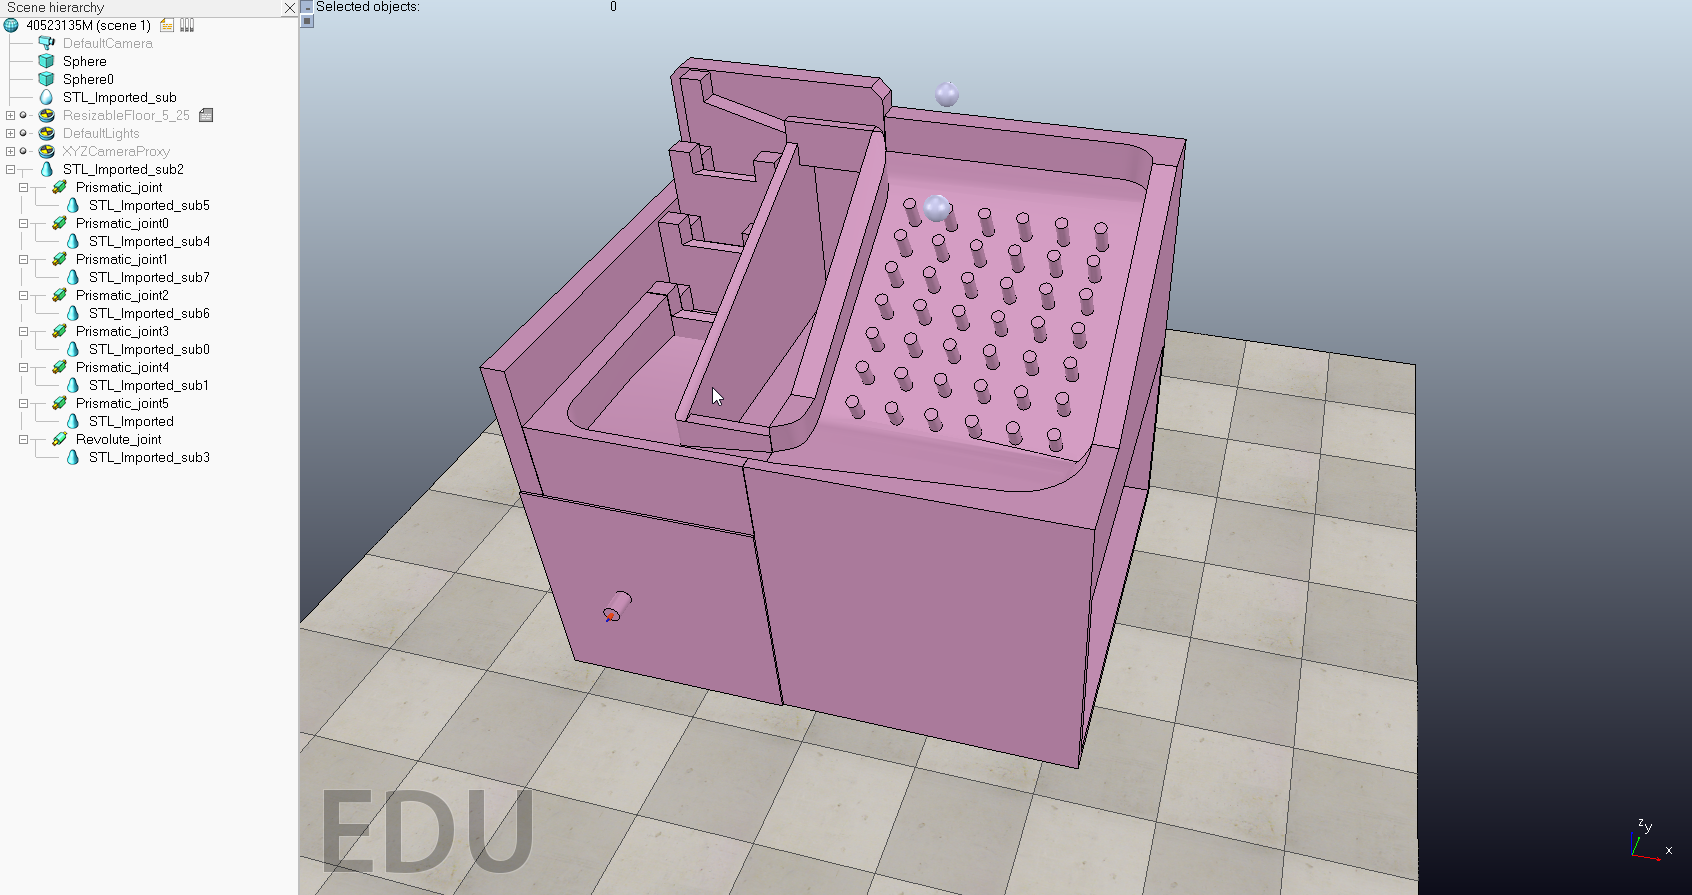 Scene hierarchy
Selected objects: 0
40523135M (scene 1)
DefaultCamera
Sphere
Sphere0
STL_Imported_sub
ResizableFloor_5_25
DefaultLights
XYZCameraProxy
STL_Imported_sub2
Prismatic_joint
STL_Imported_sub5
Prismatic_joint0
STL_Imported_sub4
Prismatic_joint1
STL_Imported_sub7
Prismatic_joint2
STL_Imported_sub6
Prismatic_joint3
STL_Imported_sub0
Prismatic_joint4
STL_Imported_sub1
Prismatic_joint5
STL_Imported
Revolute_joint
STL_Imported_sub3
EDU
z
y
x